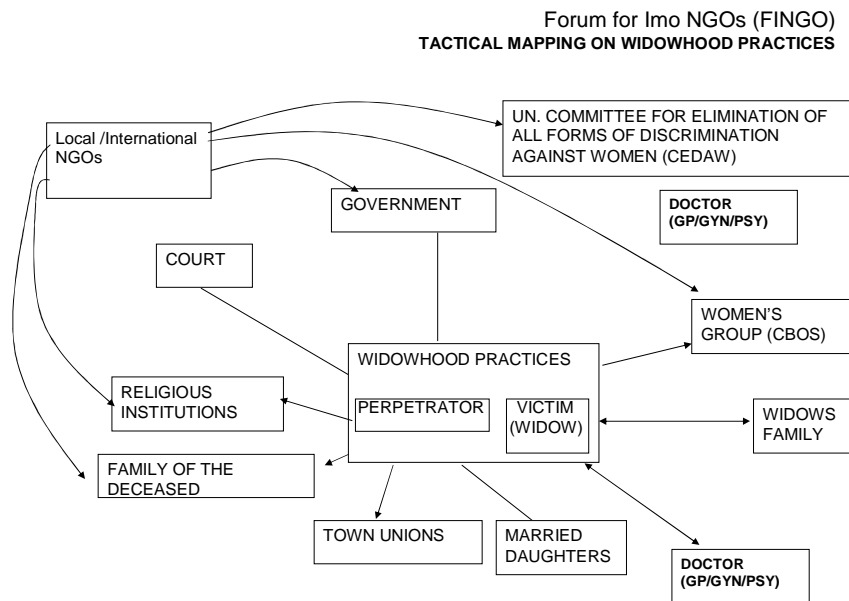 Forum for Imo NGOs (FINGO)
TACTICAL MAPPING ON WIDOWHOOD PRACTICES
Local /International
NGOs
UN. COMMITTEE FOR ELIMINATION OF
ALL FORMS OF DISCRIMINATION
AGAINST WOMEN (CEDAW)
GOVERNMENT
DOCTOR
(GP/GYN/PSY)
COURT
WOMEN'S
GROUP (CBOS)
WIDOWHOOD PRACTICES
PERPETRATOR
VICTIM
(WIDOW)
RELIGIOUS
INSTITUTIONS
WIDOWS
FAMILY
FAMILY OF THE
DECEASED
TOWN UNIONS
MARRIED
DAUGHTERS
DOCTOR
(GP/GYN/PSY)